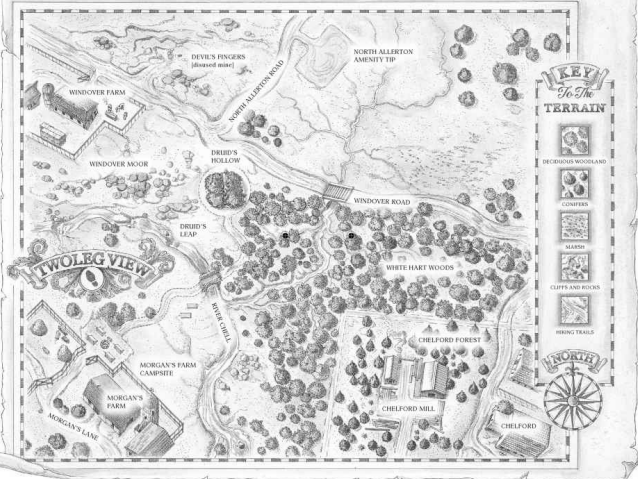 DEVIL'S FINGERS
[disused mine]
NORTH ALLERTON
AMENITY TIP
KEY
To The
TERRAIN
WINDOVER FARM
NORTH ALLERTON ROAD
DECIDUOUS WOODLAND
WINDOVER MOOR
DRUID'S
HOLLOW
WINDOVER ROAD
CONIFERS
DRUID'S
LEAP
MARSH
TWOLEG VIEW
WHITE HART WOODS
CLIFFS AND ROCKS
RIVER CHELL
HIKING TRAILS
CHELFORD FOREST
NORTH
MORGAN'S FARM
CAMPSITE
MORGAN'S
FARM
CHELFORD MILL
MORGAN'S LANE
CHELFORD